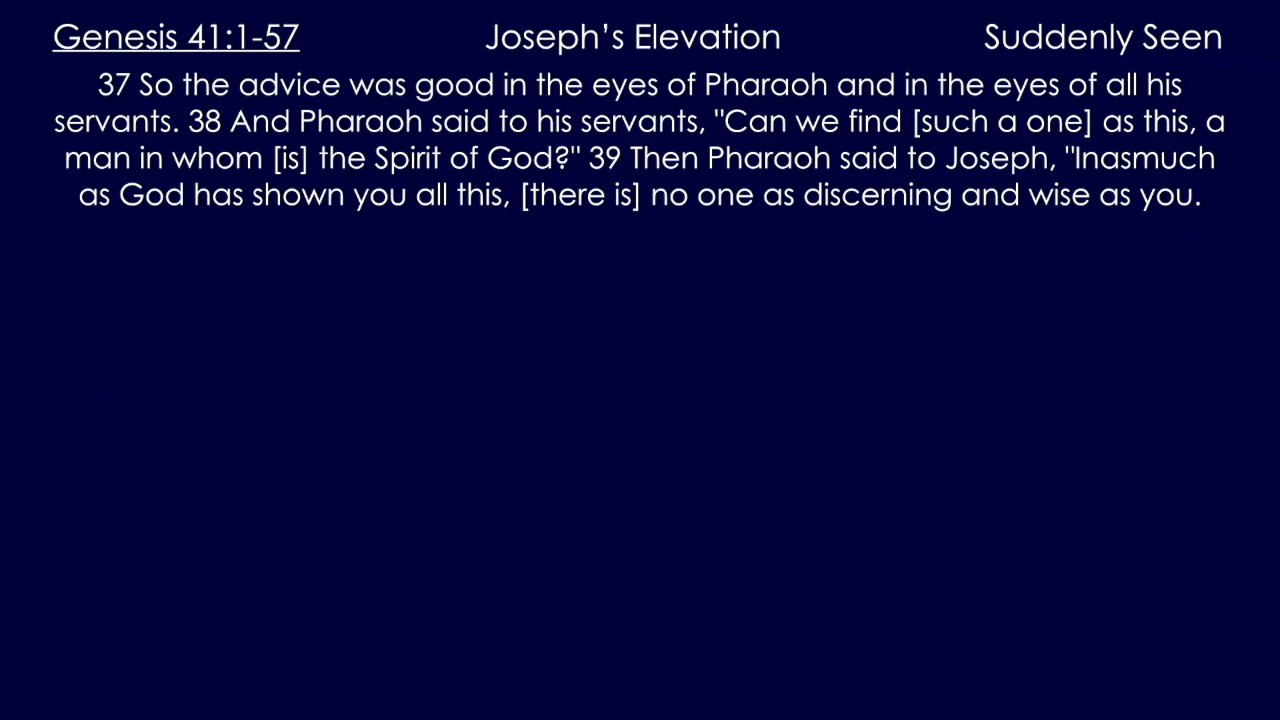 Genesis 41:1-57 Joseph’s Elevation Suddenly Seen
37 So the advice was good in the eyes of Pharaoh and in the eyes of all his
servants. 38 And Pharaoh said to his servants, "Can we find [such a one] as this, a
man in whom [is] the Spirit of God?" 39 Then Pharaoh said to Joseph, "Inasmuch
as God has shown you all this, [there is] no one as discerning and wise as you.